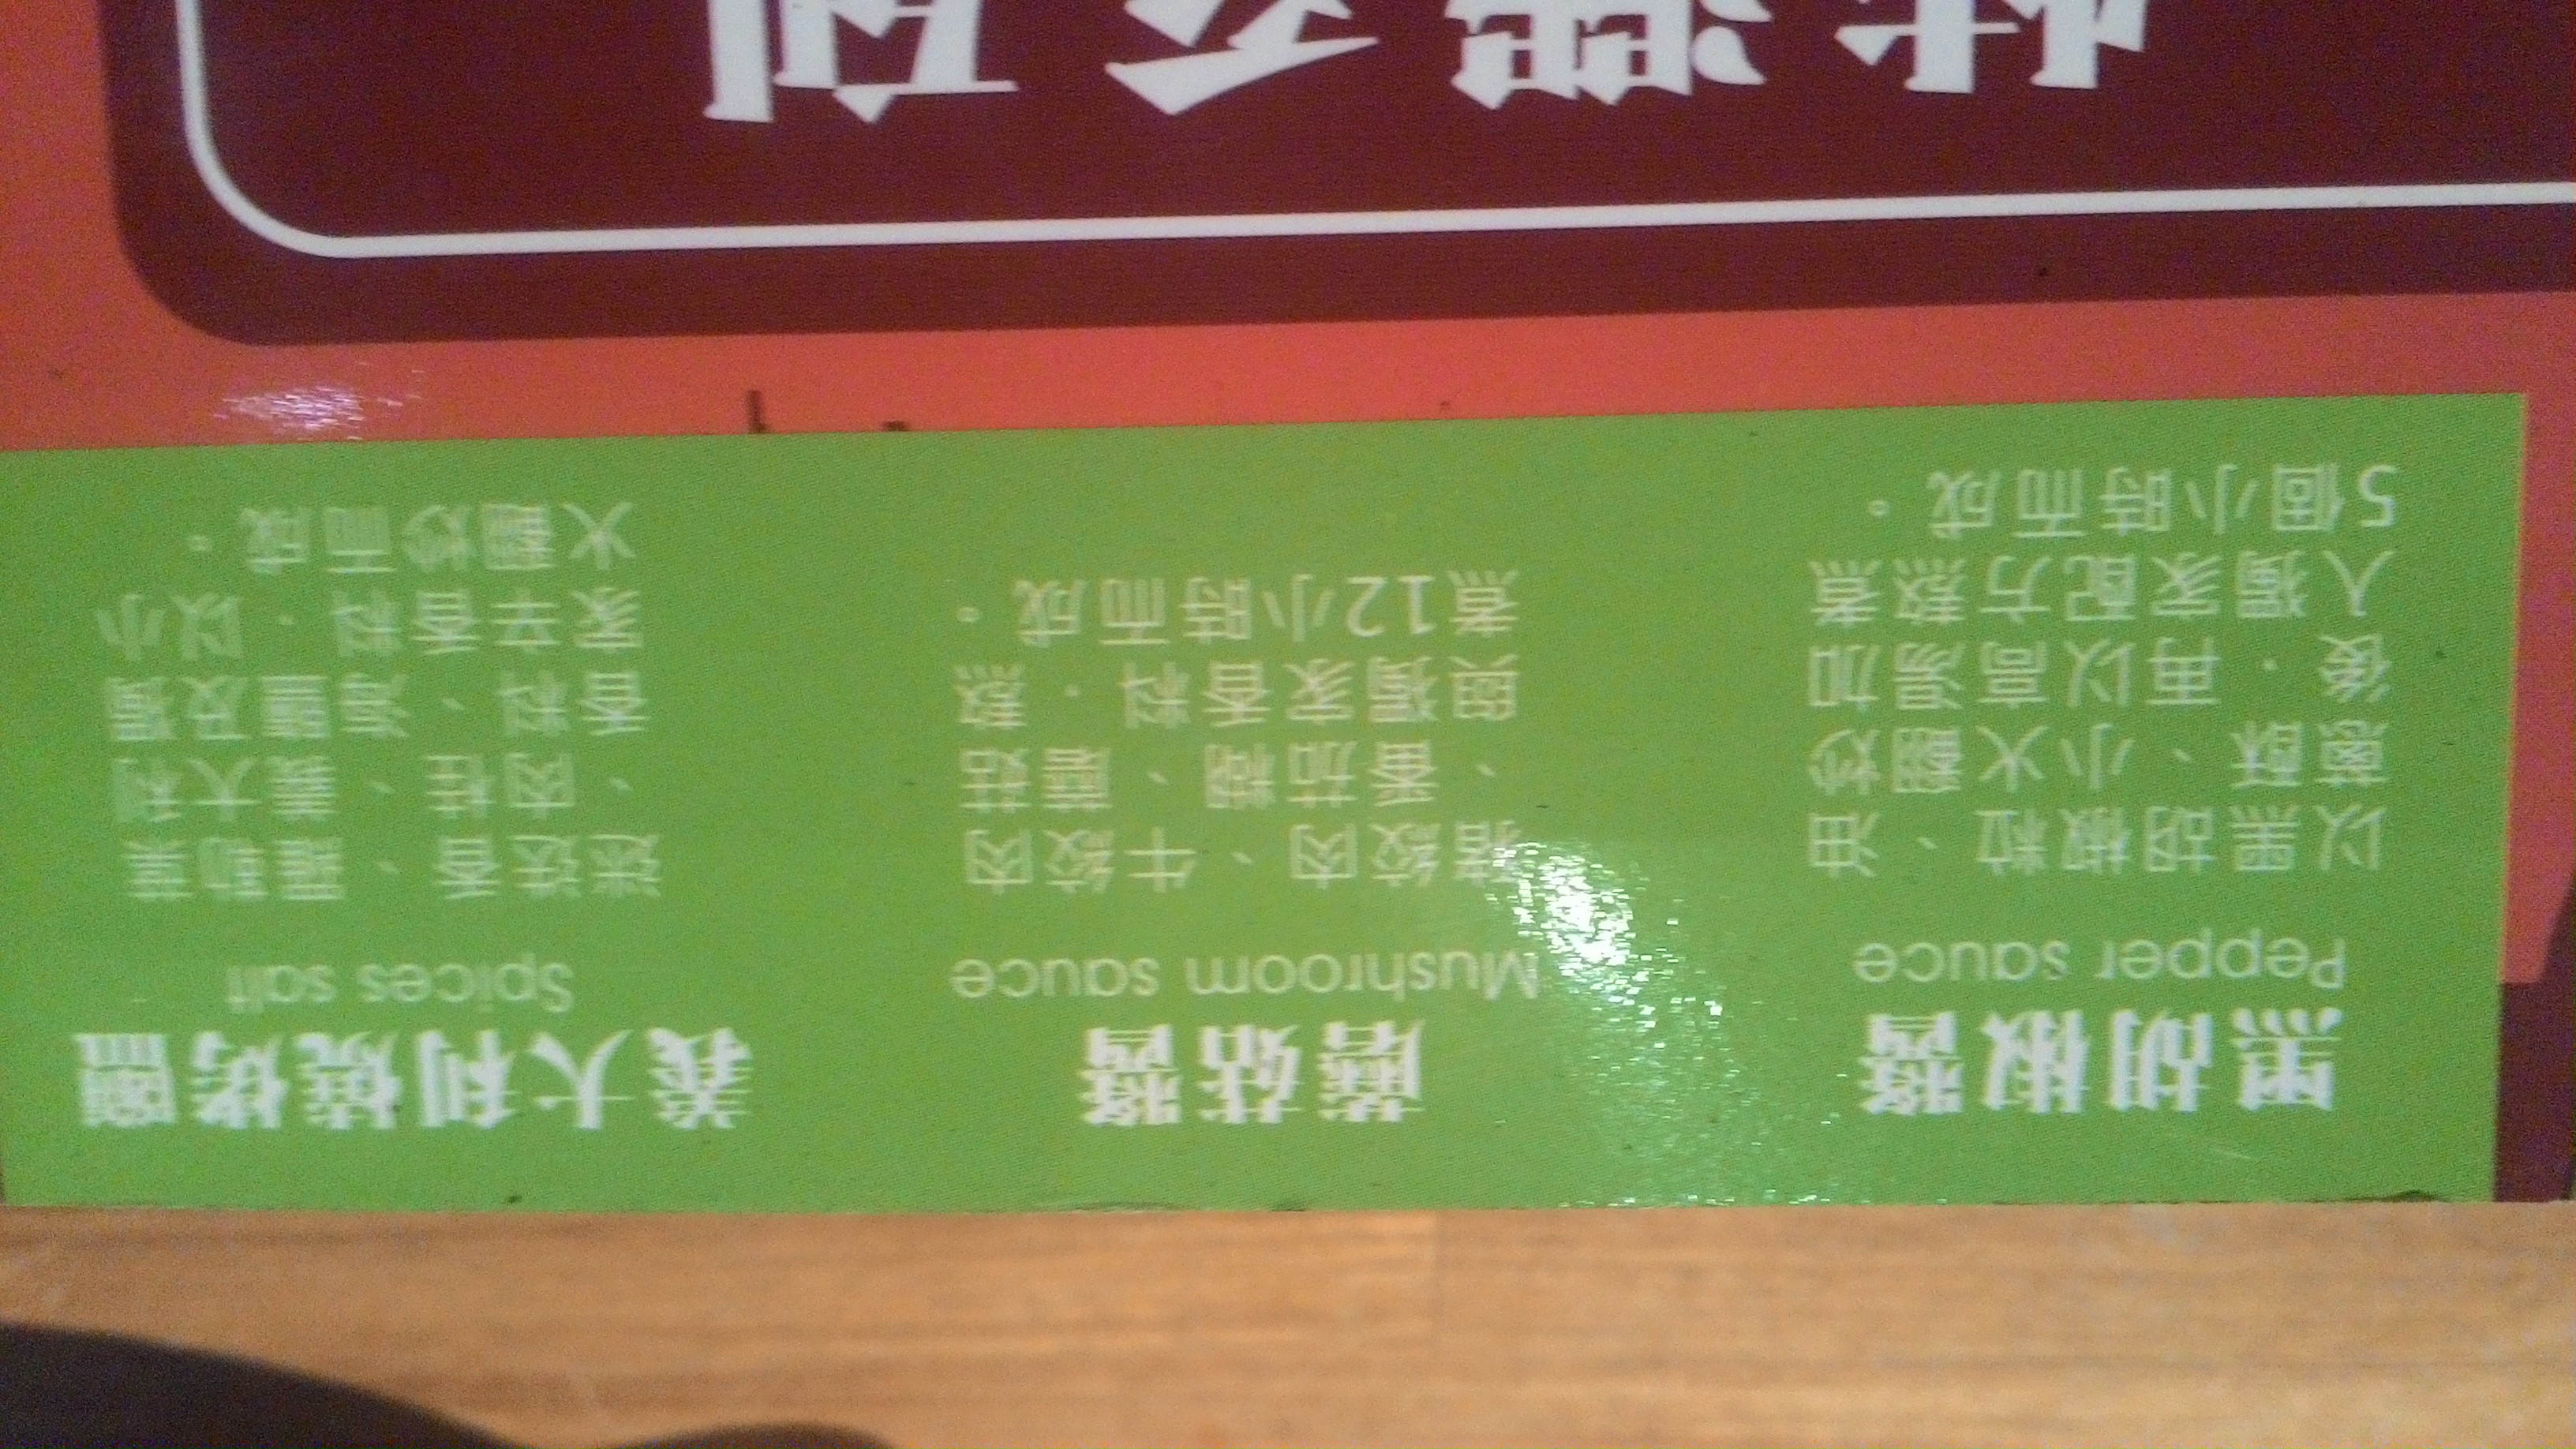 黑胡椒醬
Pepper sauce
以黑胡椒粒、油
蔥酥、小火翻炒
後，再以高湯加
入獨家配方熬煮
5個小時而成。
蘑菇醬
Mushroom sauce
豬絞肉、牛絞肉
、番茄糊、蘑菇
與獨家香料，熬
煮12小時而成。
義大利燒烤鹽
Spices salt
迷迭香、羅勒葉
、肉桂、義大利
香料、海鹽及獨
家辛香料，以小
火翻炒而成。
特選系列